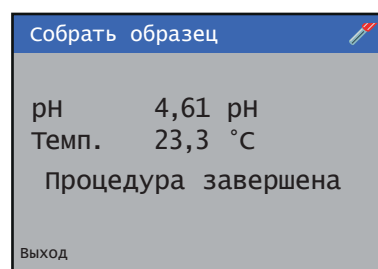 Собрать образец
pH 4,61 pH
Темп. 23,3 °C
Процедура завершена
Выход